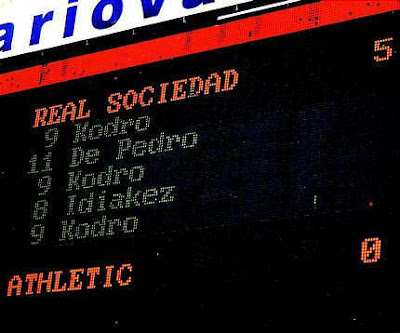 ariova
5
REAL SOCIEDAD
9 Kodro
11 De Pedro
9 Kodro
8 Idiakez
9 Kodro
0
ATHLETIC